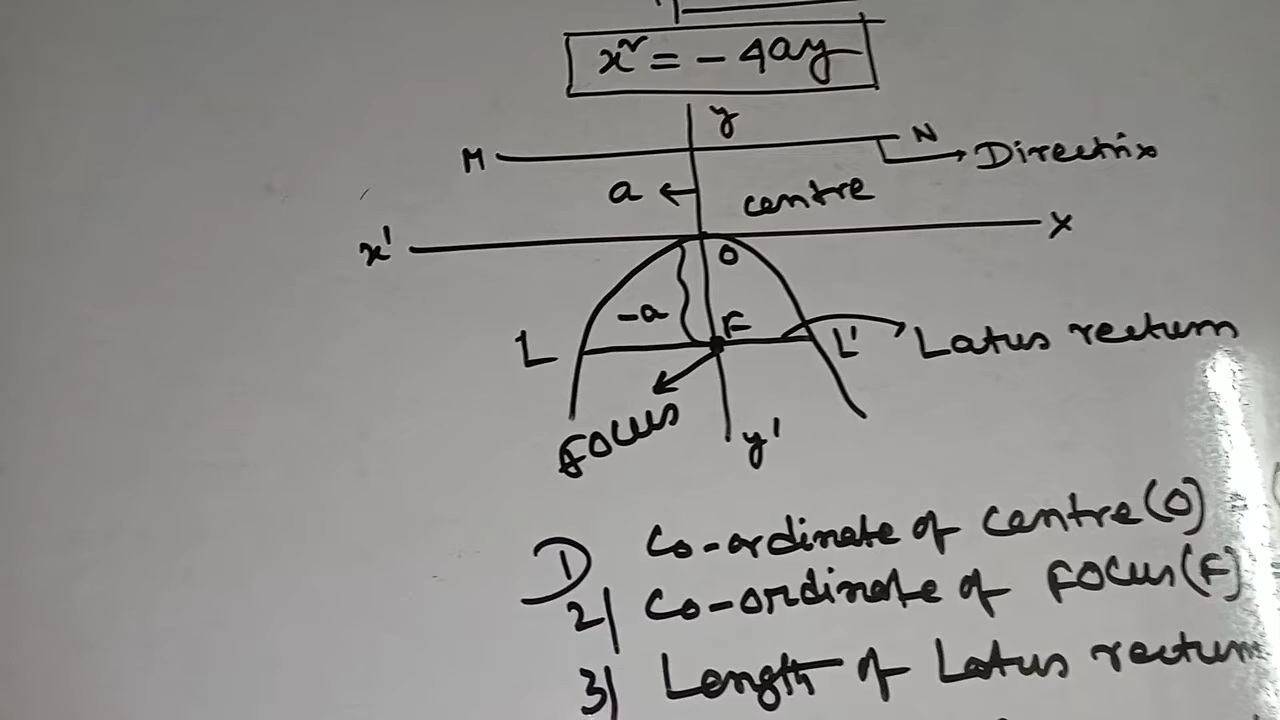 x² = - 4ay
y
M N → Directrix
a ← centre
x' X
O
-a F
L L' Latus rectum
Focus
y'
1) Co-ordinate of centre(O)
2) Co-ordinate of Focus(F)
3) Length of Latus rectum